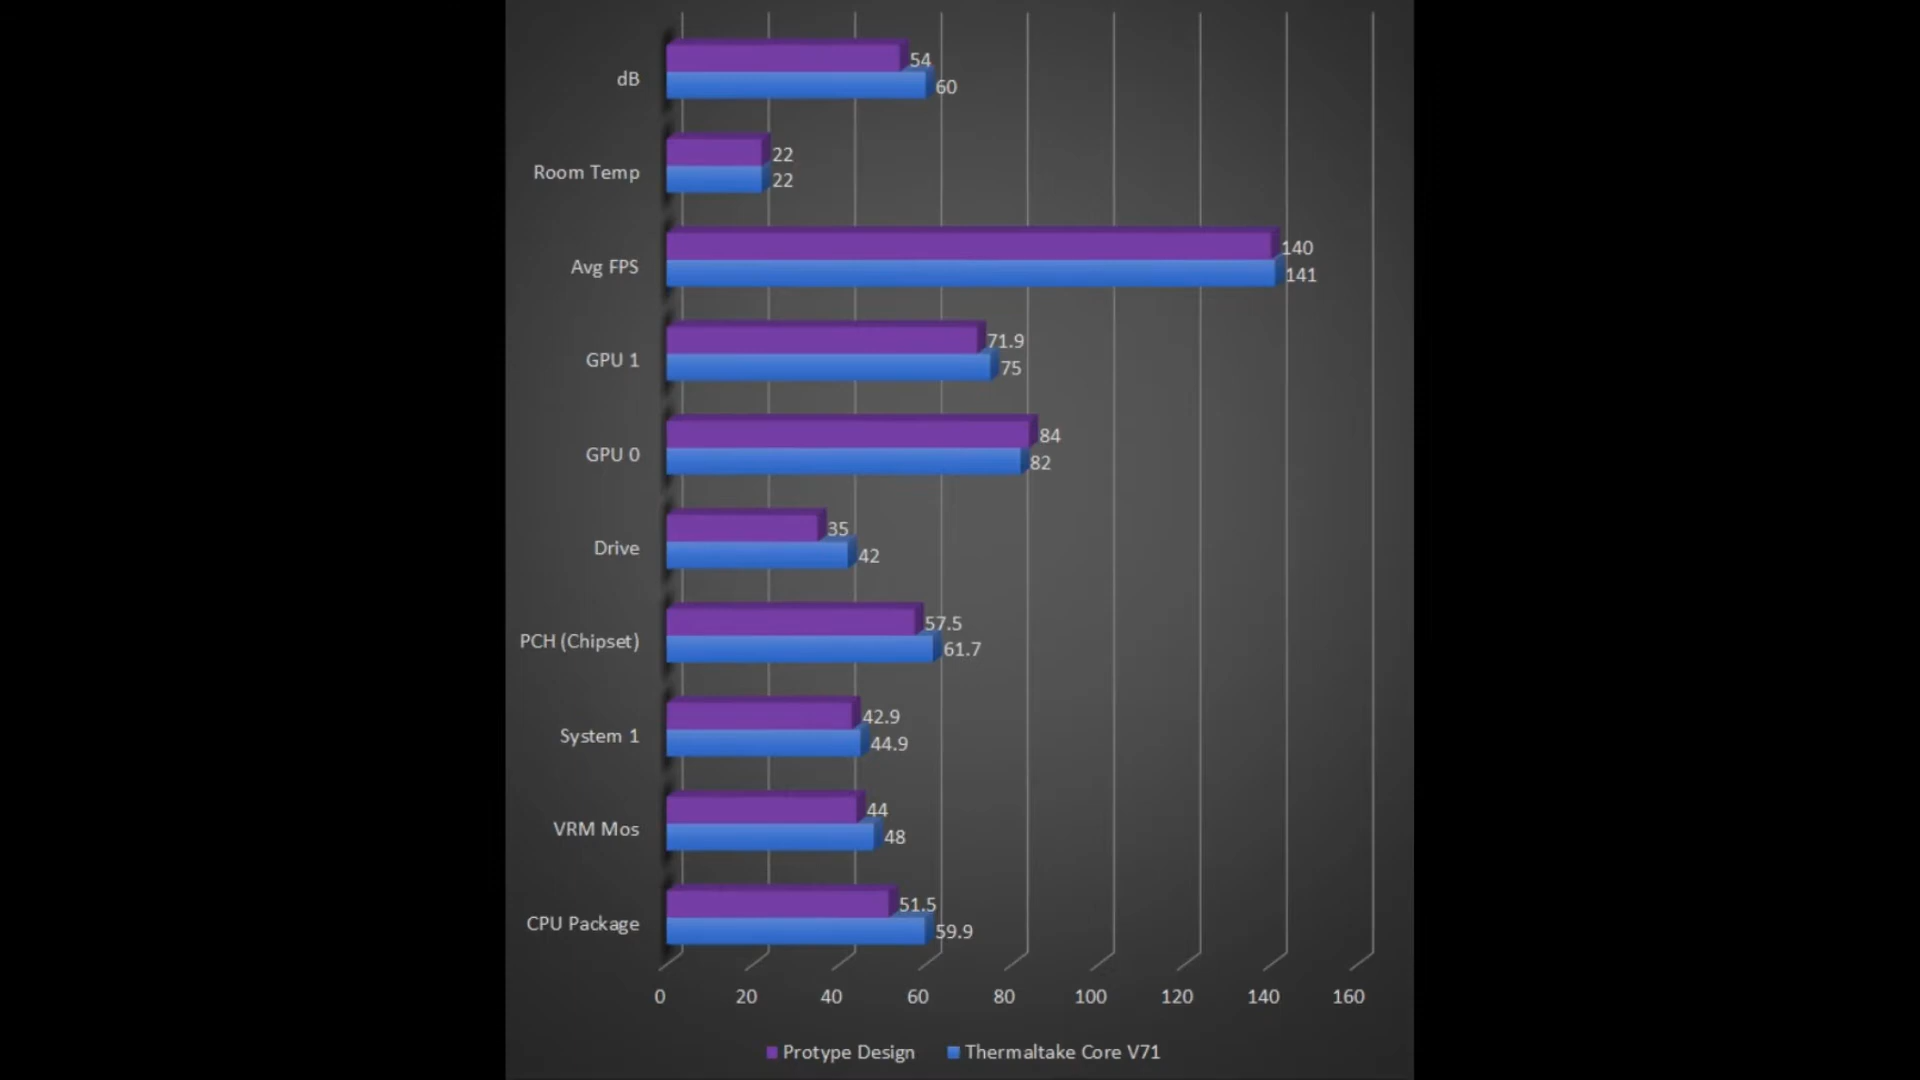 dB
54
60
Room Temp
22
22
Avg FPS
140
141
GPU 1
71.9
75
GPU 0
84
82
Drive
35
42
PCH (Chipset)
57.5
61.7
System 1
42.9
44.9
VRM Mos
44
48
CPU Package
51.5
59.9
0 20 40 60 80 100 120 140 160
Protype Design Thermaltake Core V71